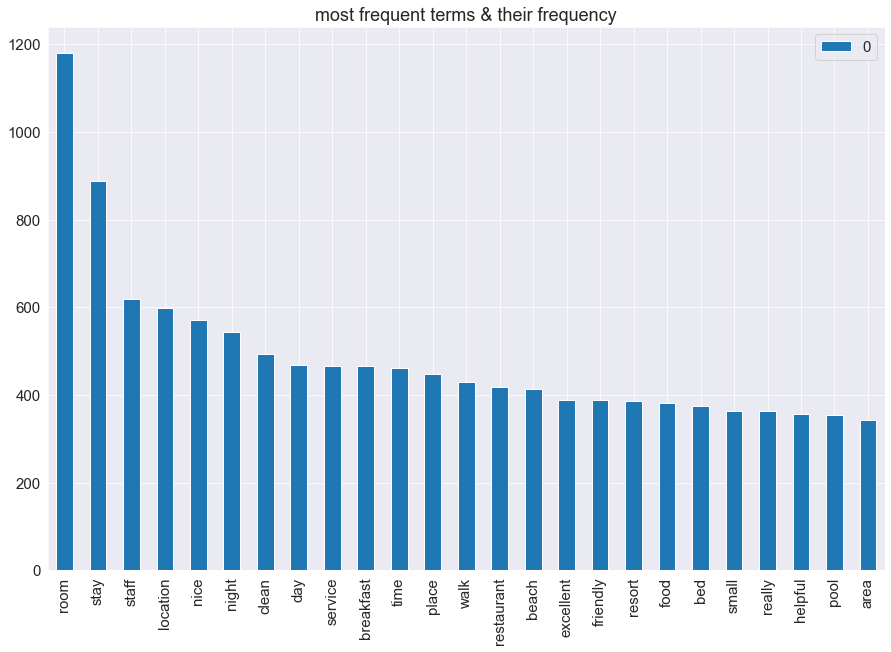 most frequent terms & their frequency
0
1200
1000
800
600
400
200
0
room
stay
staff
location
nice
night
clean
day
service
breakfast
time
place
walk
restaurant
beach
excellent
friendly
resort
food
bed
small
really
helpful
pool
area